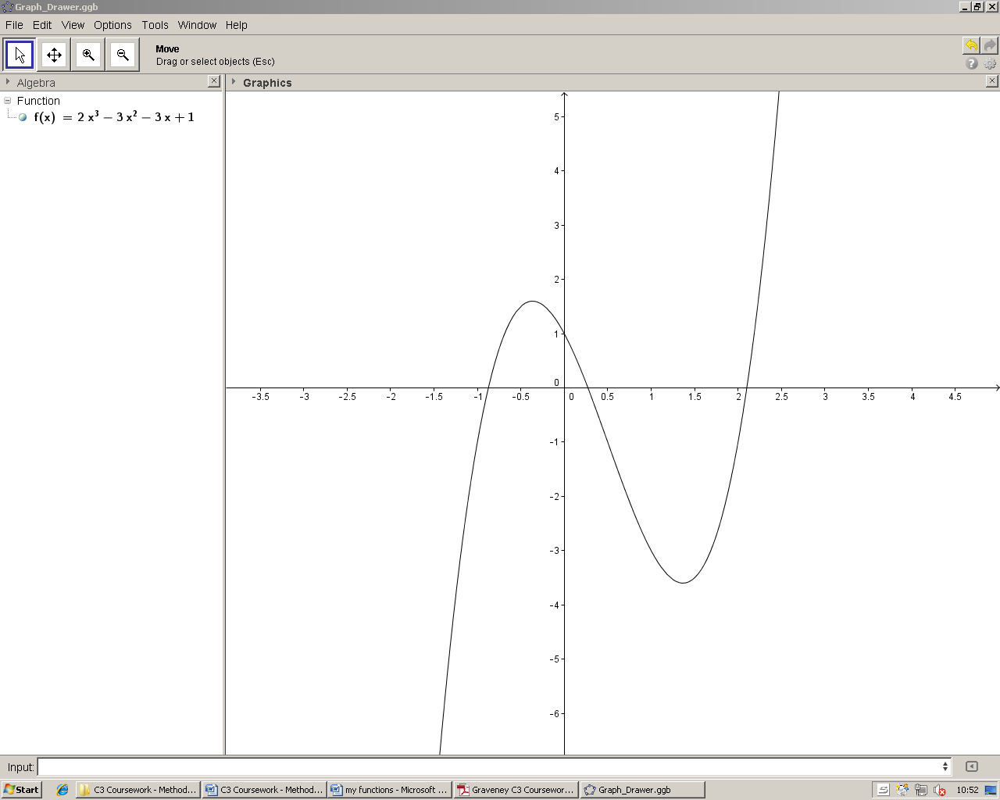 Graph_Drawer.ggb
File Edit View Options Tools Window Help
Move
Drag or select objects (Esc)
Algebra
Graphics
Function
f(x) = 2 x³ − 3 x² − 3 x + 1
5
4
3
2
1
0
-3.5 -3 -2.5 -2 -1.5 -1 -0.5 0 0.5 1 1.5 2 2.5 3 3.5 4 4.5
-1
-2
-3
-4
-5
-6
Input:
Start C3 Coursework - Method... C3 Coursework - Method... my functions - Microsoft ... Graveney C3 Coursewor... Graph_Drawer.ggb 10:52